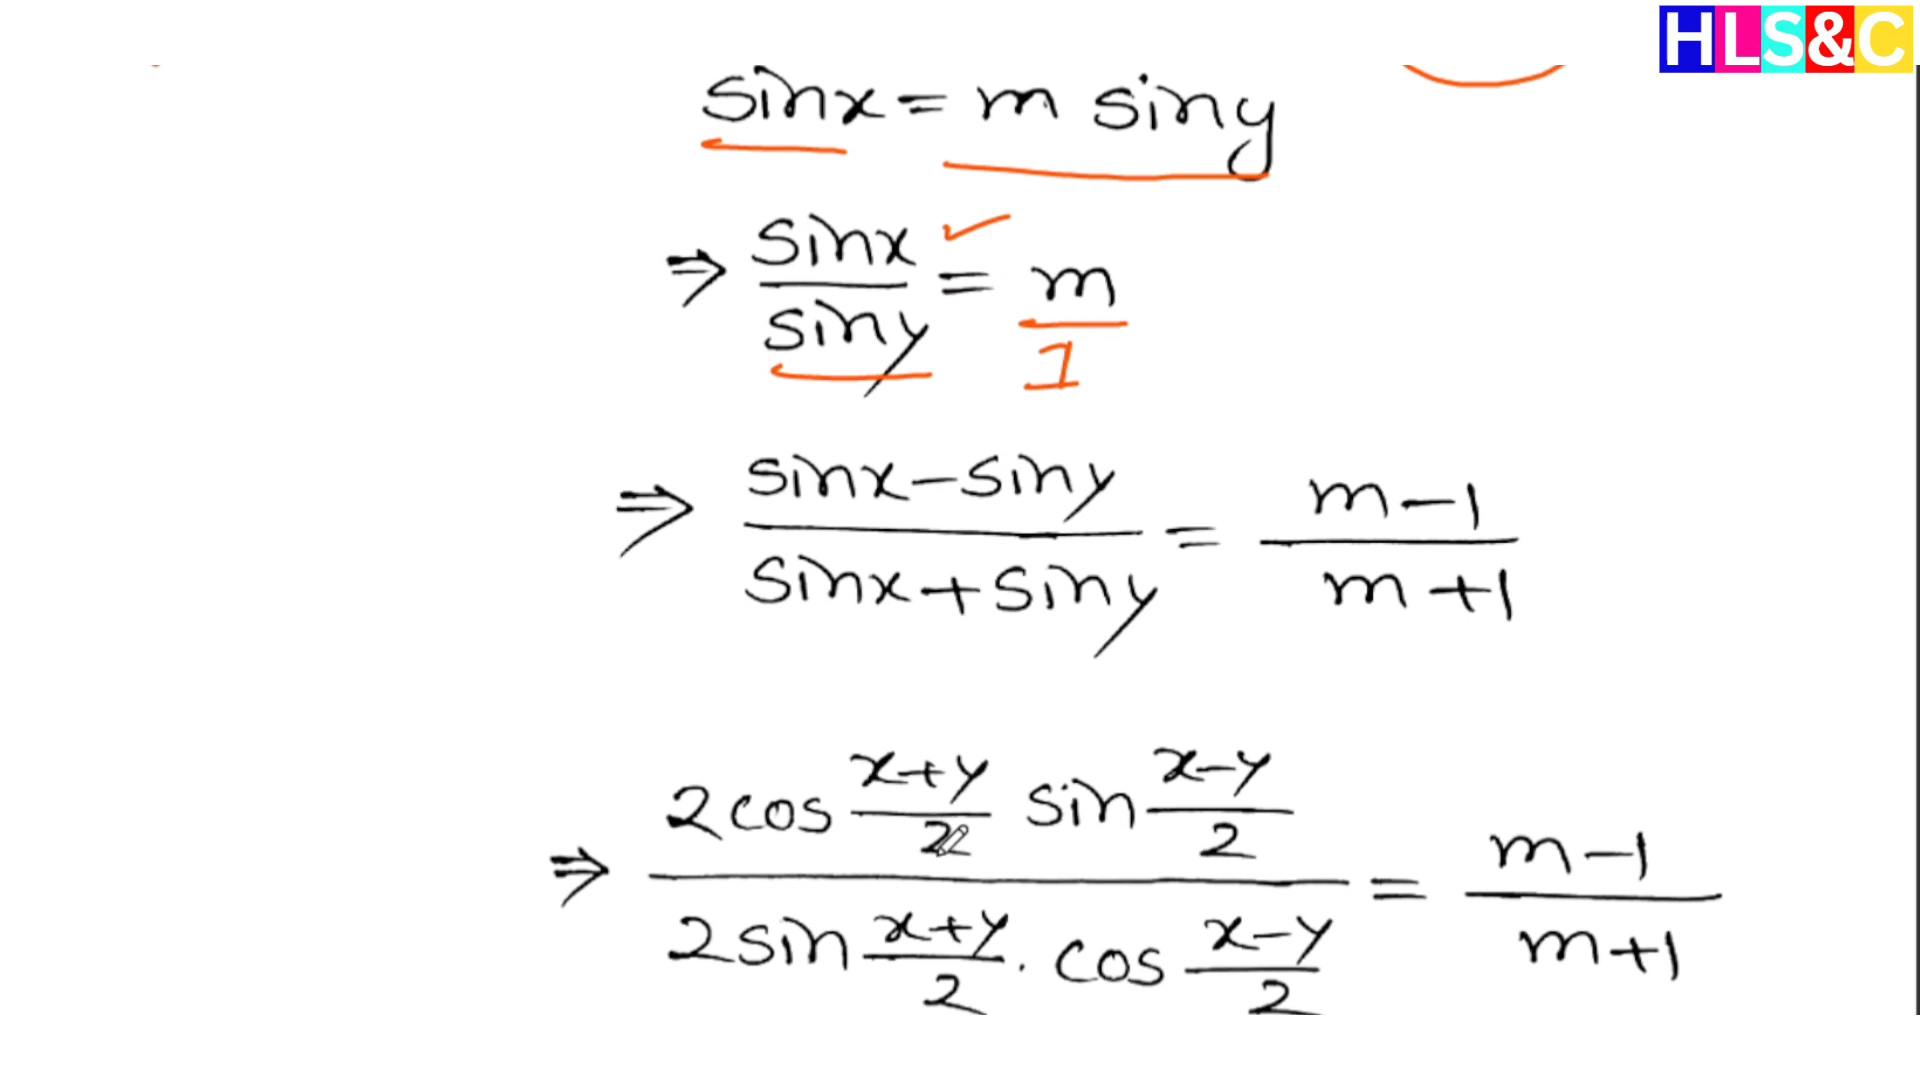 HLS&C
sinx = m siny
⇒ sinx/siny = m/1
⇒ (sinx-siny)/(sinx+siny) = (m-1)/(m+1)
⇒ (2cos (x+y)/2 sin (x-y)/2)/(2sin (x+y)/2 . cos (x-y)/2) = (m-1)/(m+1)